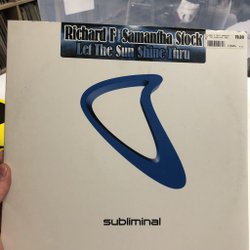 Richard F Samantha Stock
Let The Sun Shine Thru
subliminal